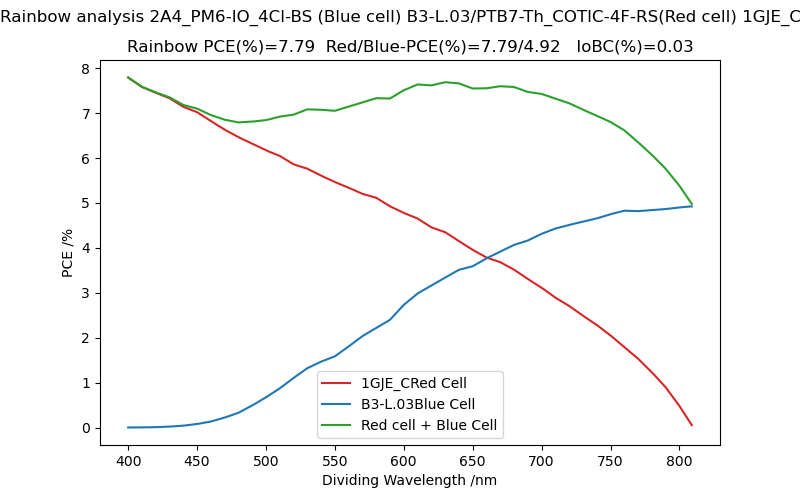 Rainbow analysis 2A4_PM6-IO_4Cl-BS (Blue cell) B3-L.03/PTB7-Th_COTIC-4F-RS(Red cell) 1GJE_C
Rainbow PCE(%)=7.79 Red/Blue-PCE(%)=7.79/4.92 IoBC(%)=0.03
8
7
6
5
4
3
2
1
0
PCE /%
1GJE_CRed Cell
B3-L.03Blue Cell
Red cell + Blue Cell
400 450 500 550 600 650 700 750 800
Dividing Wavelength /nm